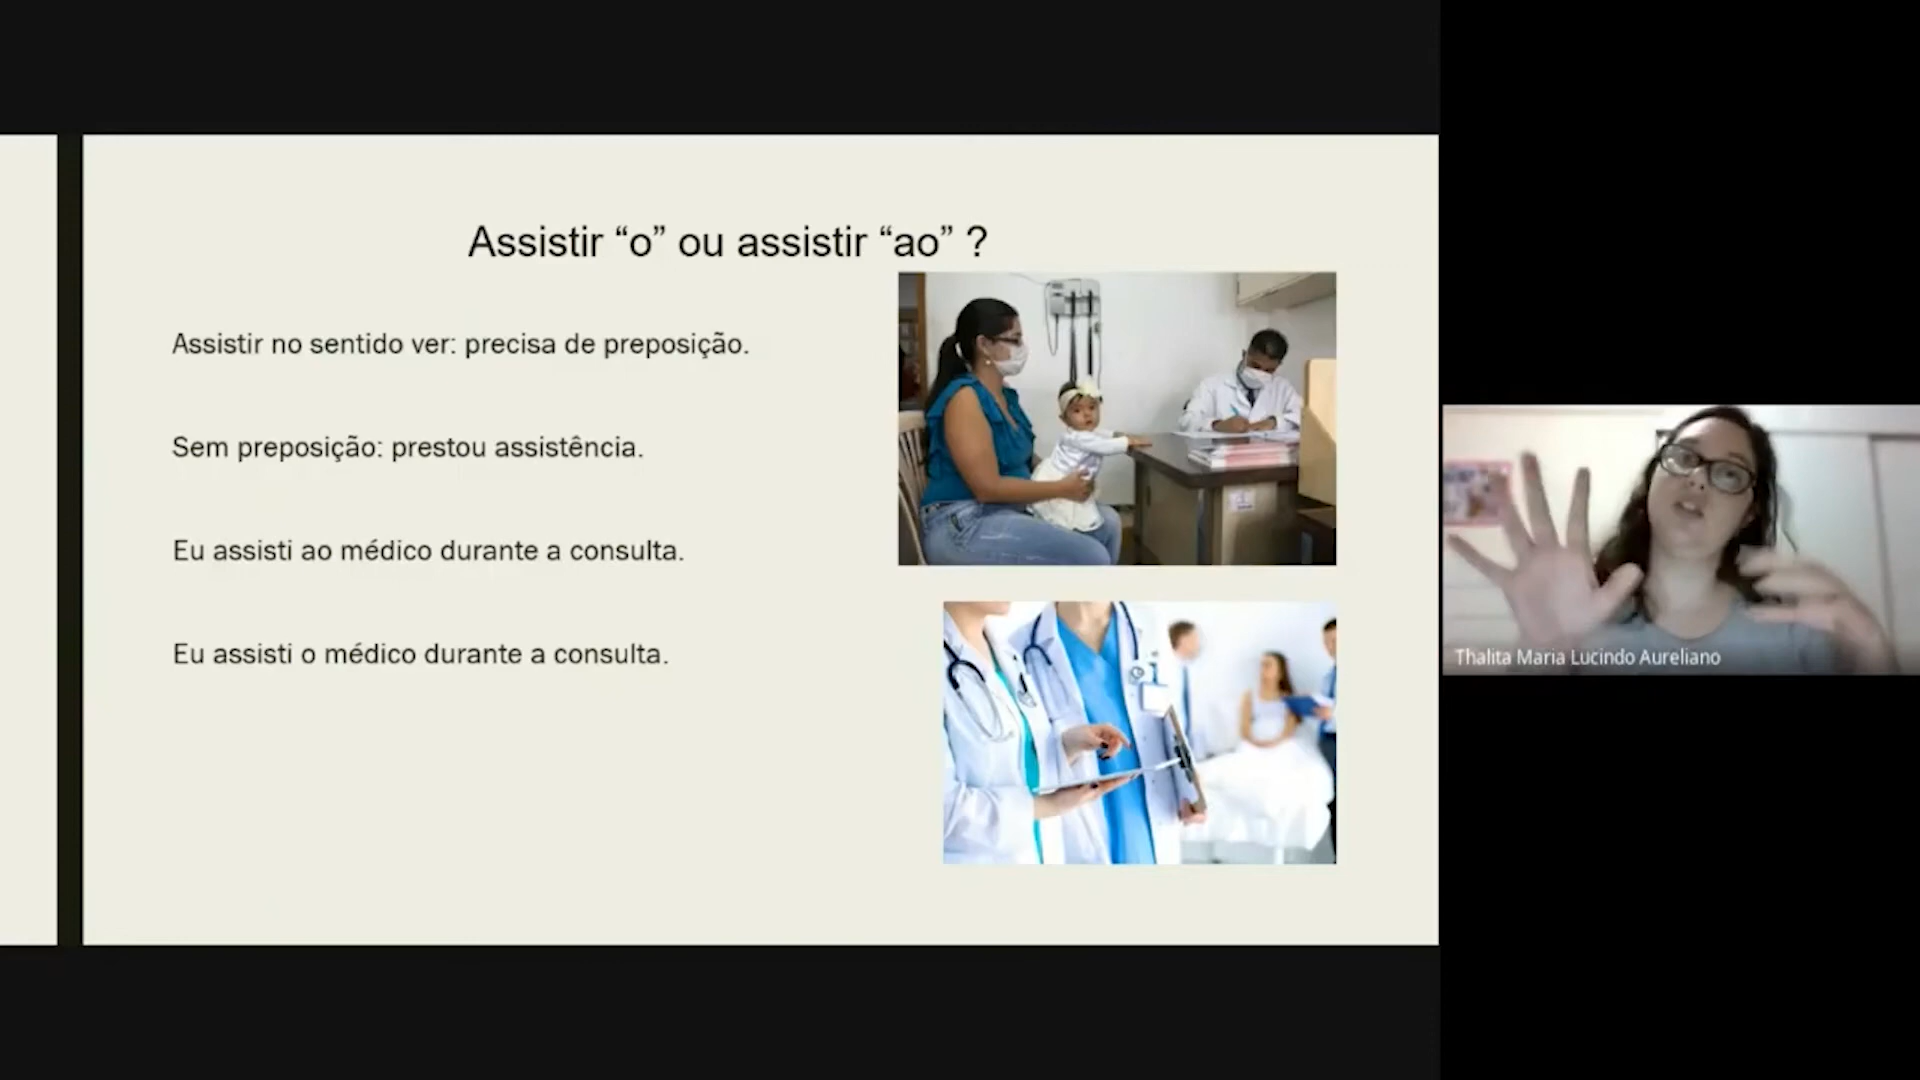 Assistir “o” ou assistir “ao” ?
Assistir no sentido ver: precisa de preposição.
Sem preposição: prestou assistência.
Eu assisti ao médico durante a consulta.
Eu assisti o médico durante a consulta.
Thalita Maria Lucindo Aureliano